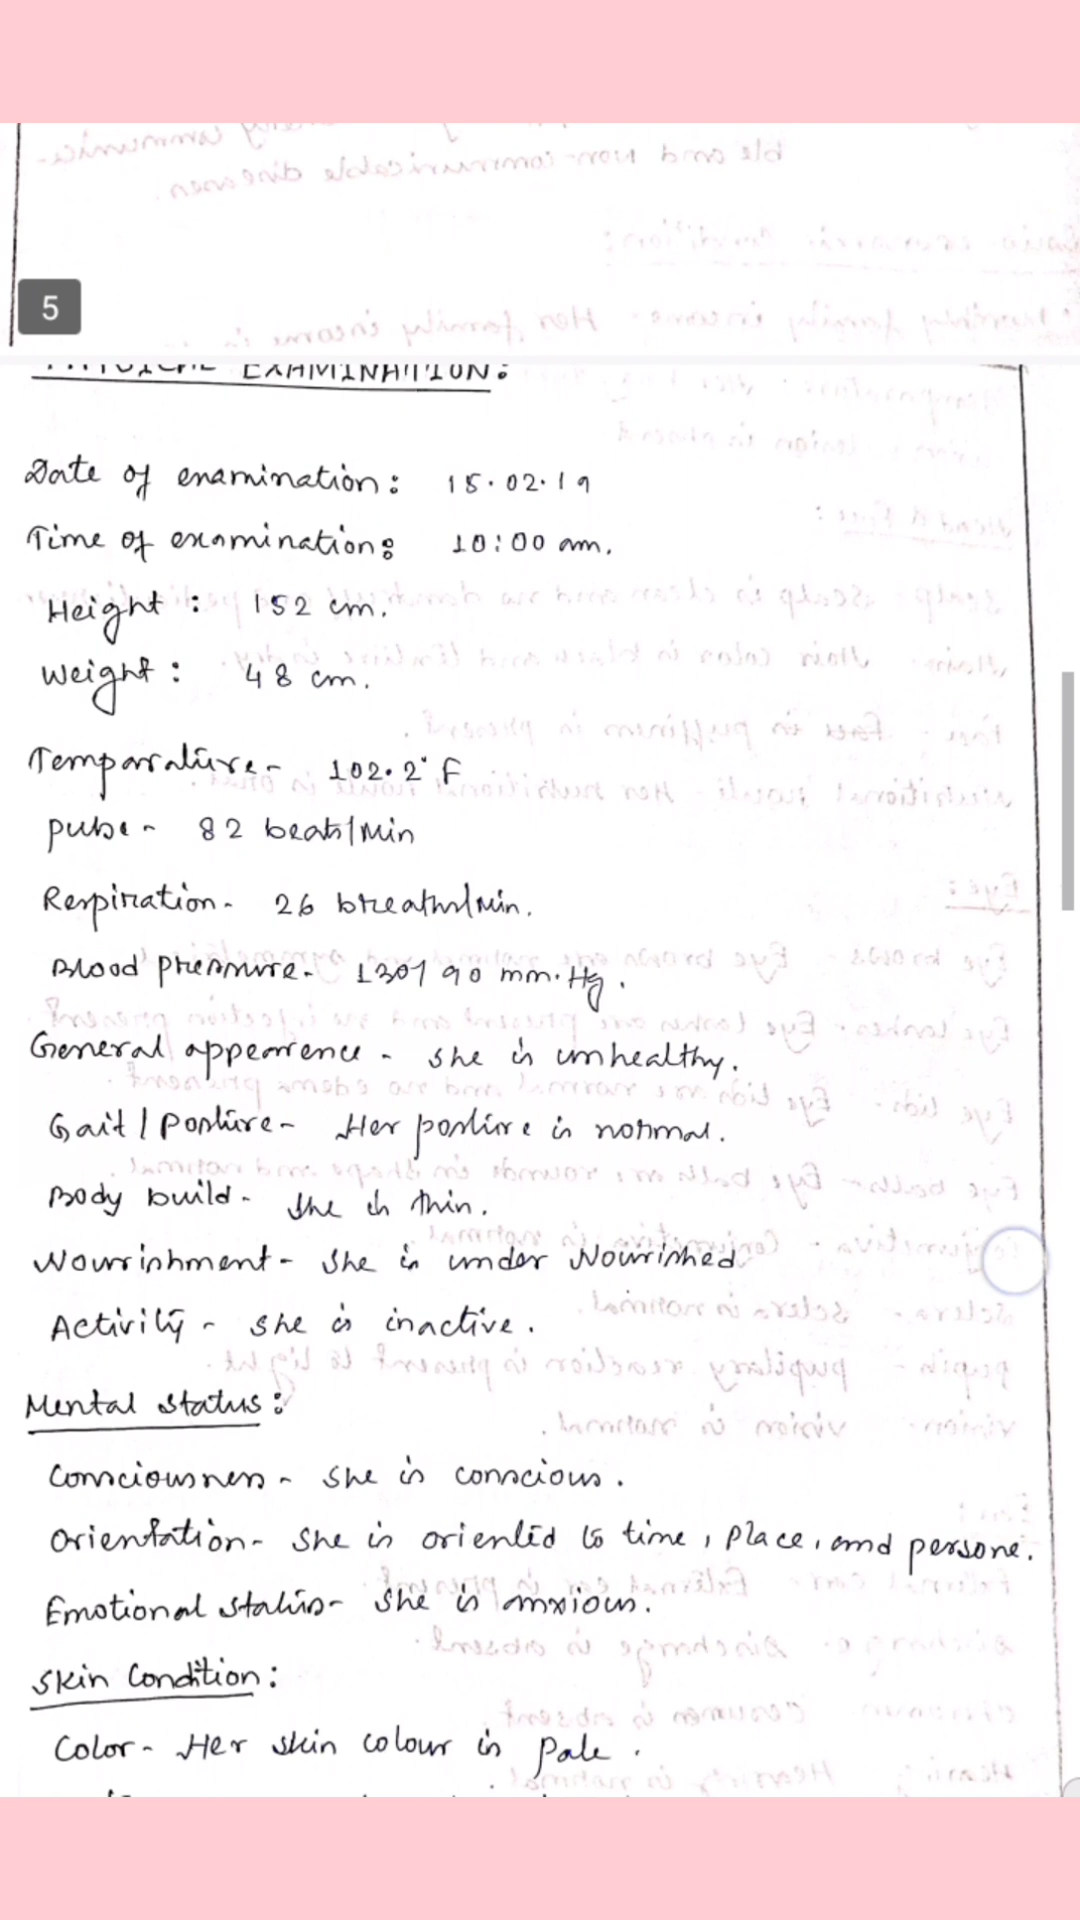 5
PHYSICAL EXAMINATION:
Date of examination: 15.02.19
Time of examination: 10:00 am.
Height : 152 cm.
Weight : 48 cm.
Temparature - 102.2° F
pulse - 82 beats/Min
Respiration - 26 breaths/Min.
Blood pressure - 130/90 mm.Hg.
General appearence - she is unhealthy.
Gait / Posture - Her posture is normal.
Body build - she is thin.
Nourishment - she is under Nourished
Activity - she is inactive.
Mental status :
Consciousness - she is conscious.
Orientation - she is oriented to time, place, and persone.
Emotional status - she is anxious.
Skin Condition :
Color - Her skin colour is pale.